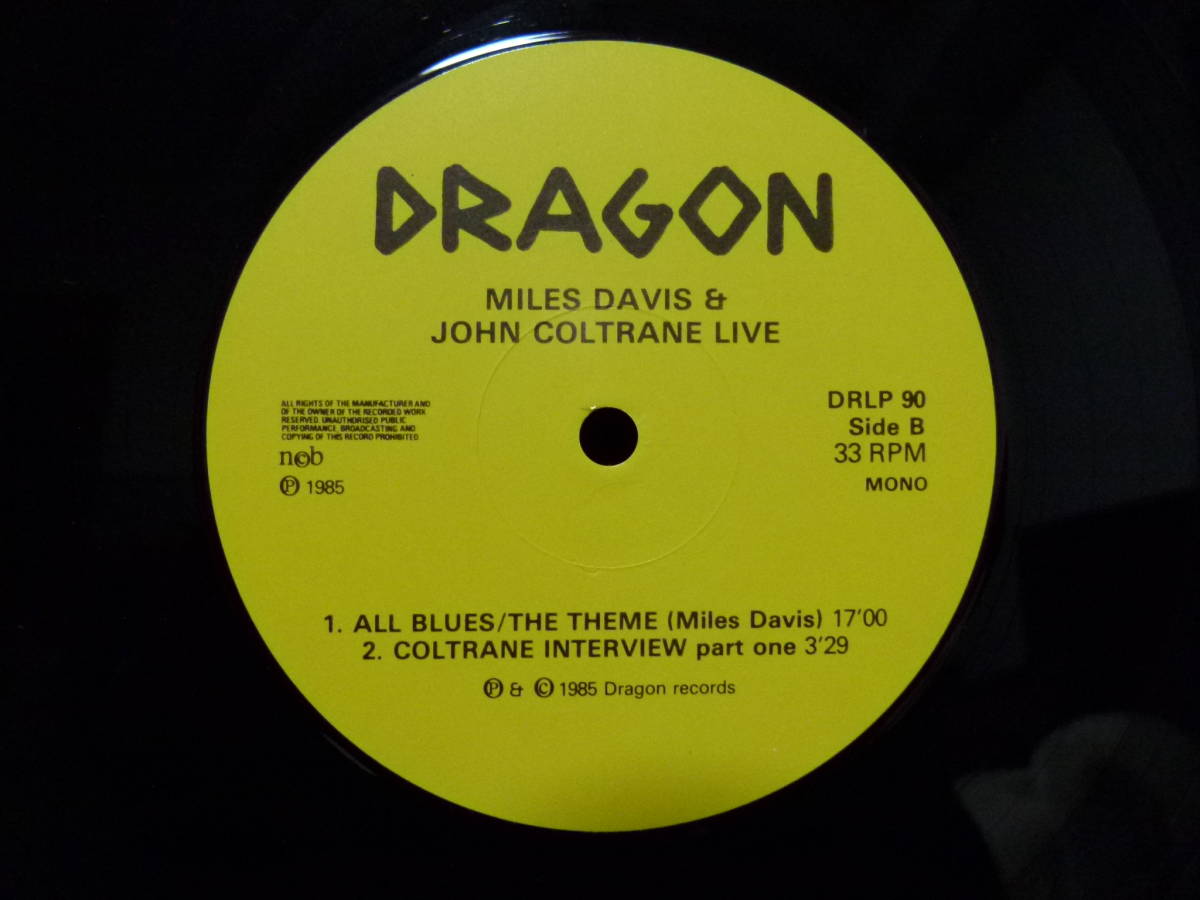 DRAGON
MILES DAVIS &
JOHN COLTRANE LIVE
ALL RIGHTS OF THE MANUFACTURER AND
OF THE OWNER OF THE RECORDED WORK
RESERVED. UNAUTHORISED PUBLIC
PERFORMANCE, BROADCASTING AND
COPYING OF THIS RECORD PROHIBITED
n©b
℗ 1985
DRLP 90
Side B
33 RPM
MONO
1. ALL BLUES/THE THEME (Miles Davis) 17'00
2. COLTRANE INTERVIEW part one 3'29
℗ & © 1985 Dragon records